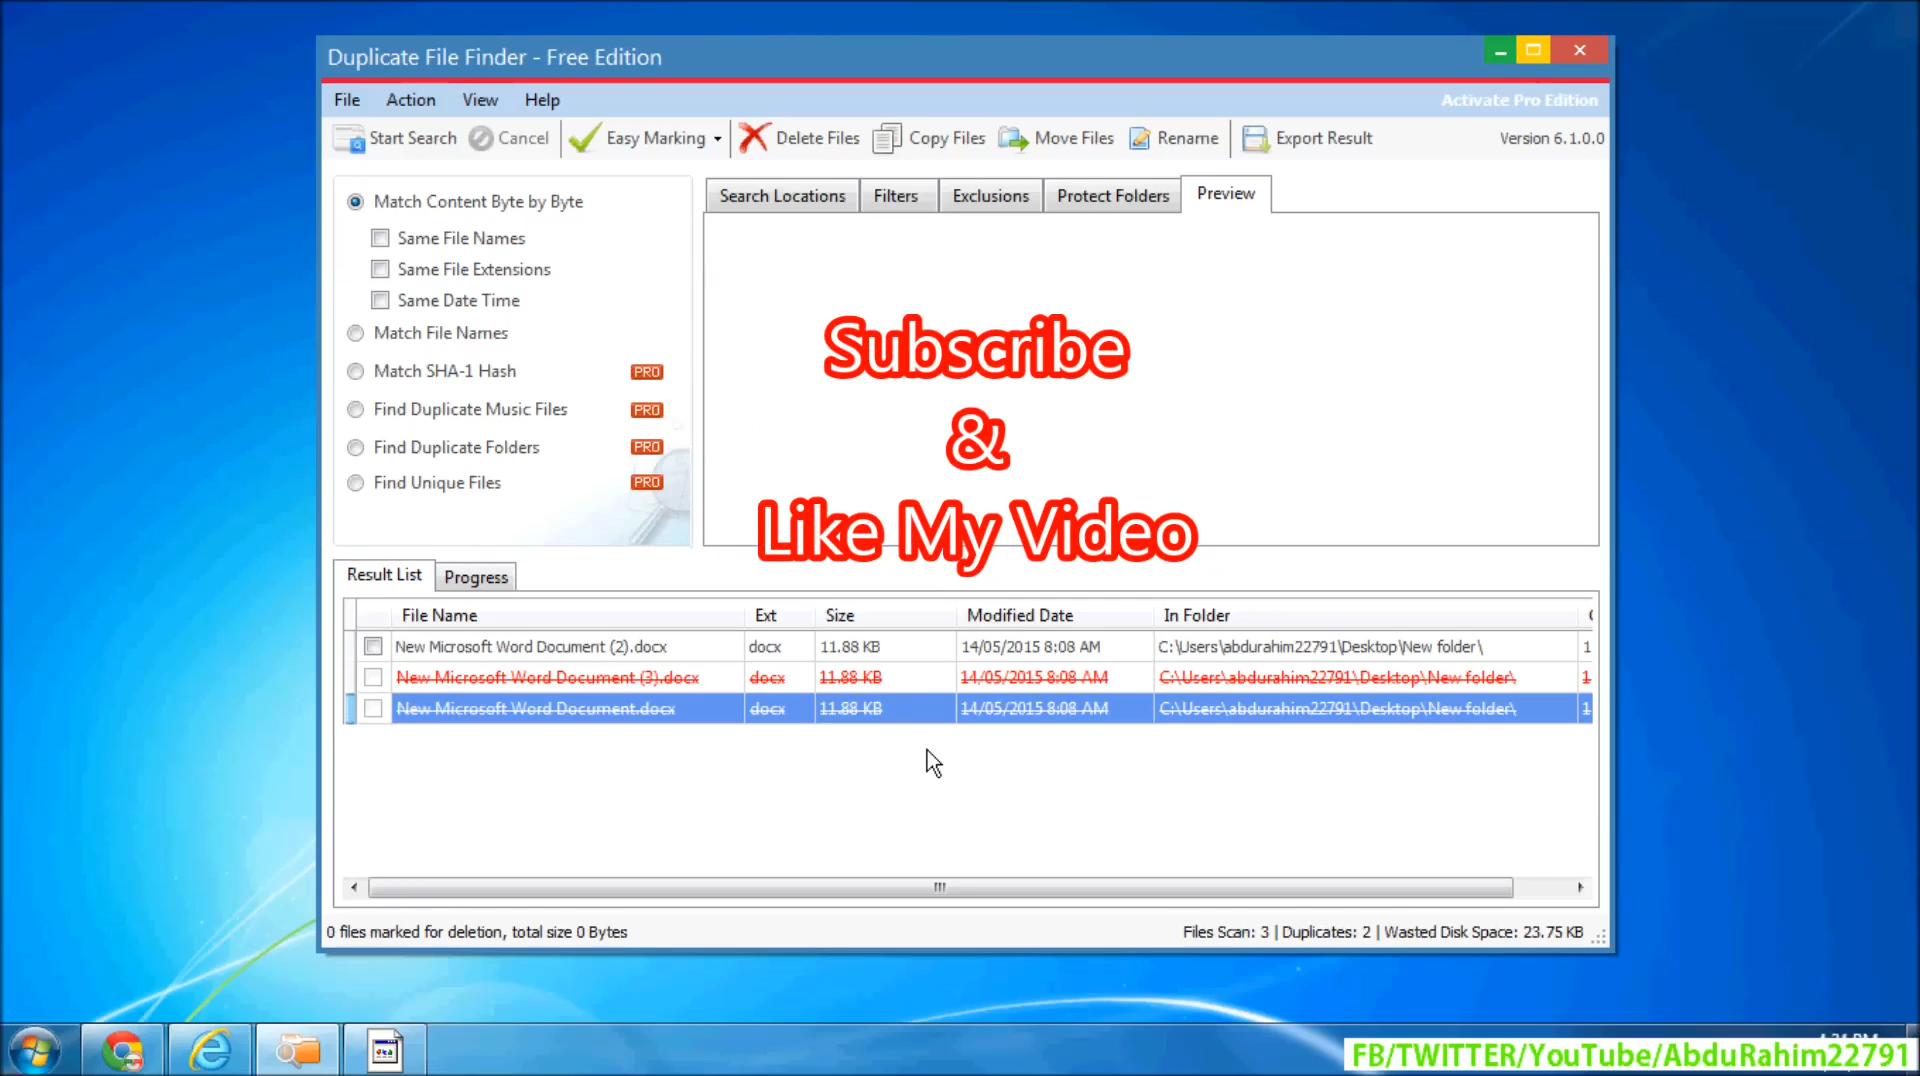 Duplicate File Finder - Free Edition
File Action View Help Activate Pro Edition
Start Search Cancel Easy Marking Delete Files Copy Files Move Files Rename Export Result Version 6.1.0.0
Match Content Byte by Byte
Same File Names
Same File Extensions
Same Date Time
Match File Names
Match SHA-1 Hash PRO
Find Duplicate Music Files PRO
Find Duplicate Folders PRO
Find Unique Files PRO
Search Locations Filters Exclusions Protect Folders Preview
Subscribe
&
Like My Video
Result List Progress
File Name Ext Size Modified Date In Folder
New Microsoft Word Document (2).docx docx 11.88 KB 14/05/2015 8:08 AM C:\Users\abdurahim22791\Desktop\New folder\ 1
New Microsoft Word Document (3).docx docx 11.88 KB 14/05/2015 8:08 AM C:\Users\abdurahim22791\Desktop\New folder\ 1
New Microsoft Word Document.docx docx 11.88 KB 14/05/2015 8:08 AM C:\Users\abdurahim22791\Desktop\New folder\ 1
0 files marked for deletion, total size 0 Bytes Files Scan: 3 | Duplicates: 2 | Wasted Disk Space: 23.75 KB
FB/TWITTER/YouTube/AbduRahim22791